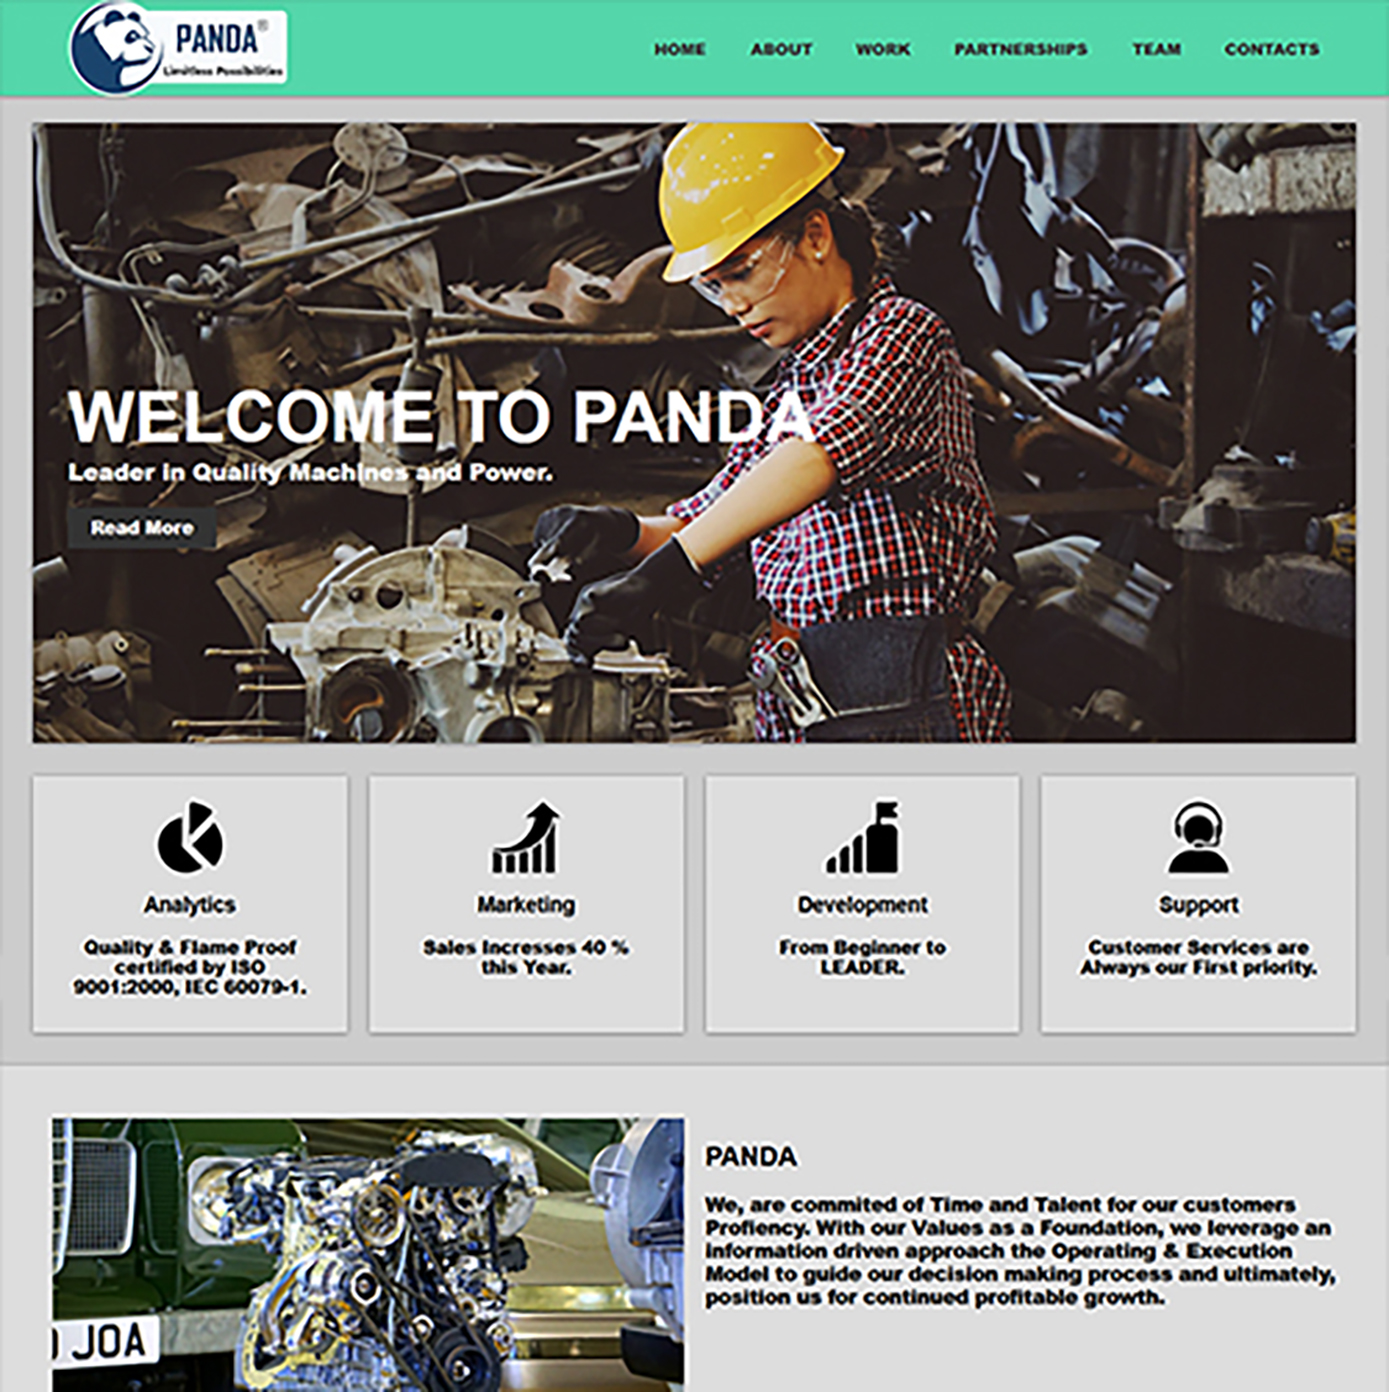 PANDA®
Limitless Possibilities
HOME ABOUT WORK PARTNERSHIPS TEAM CONTACTS
WELCOME TO PANDA
Leader in Quality Machines and Power.
Read More
Analytics
Quality & Flame Proof
certified by ISO
9001:2000, IEC 60079-1.
Marketing
Sales Increases 40 %
this Year.
Development
From Beginner to
LEADER.
Support
Customer Services are
Always our First priority.
JOA
PANDA
We, are commited of Time and Talent for our customers
Profiency. With our Values as a Foundation, we leverage an
information driven approach the Operating & Execution
Model to guide our decision making process and ultimately,
position us for continued profitable growth.